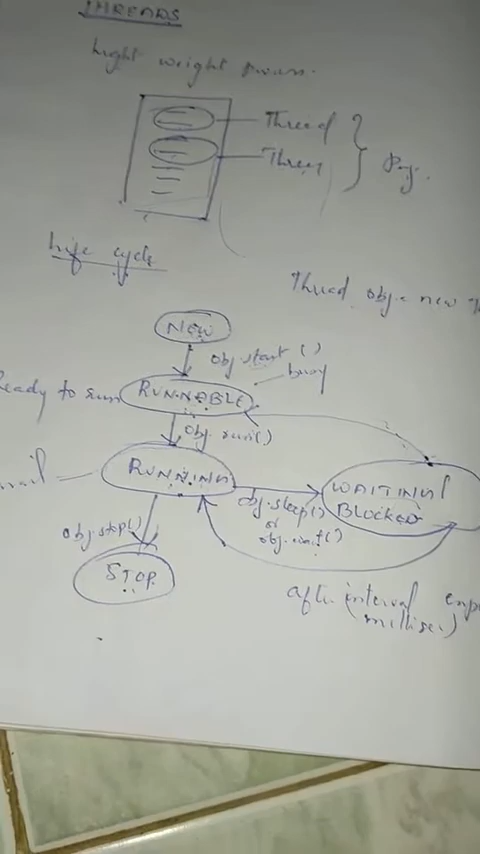 THREADS
Light weight process.
Thread
Thread
Life cycle
Thread obj = new
NEW
obj.start ()
busy
Ready to run
RUNNABLE
obj.run()
RUNNING
WAITING/
BLOCKED
obj.sleep()
or
obj.wait()
obj.stop()
STOP
after (interval
millisec)